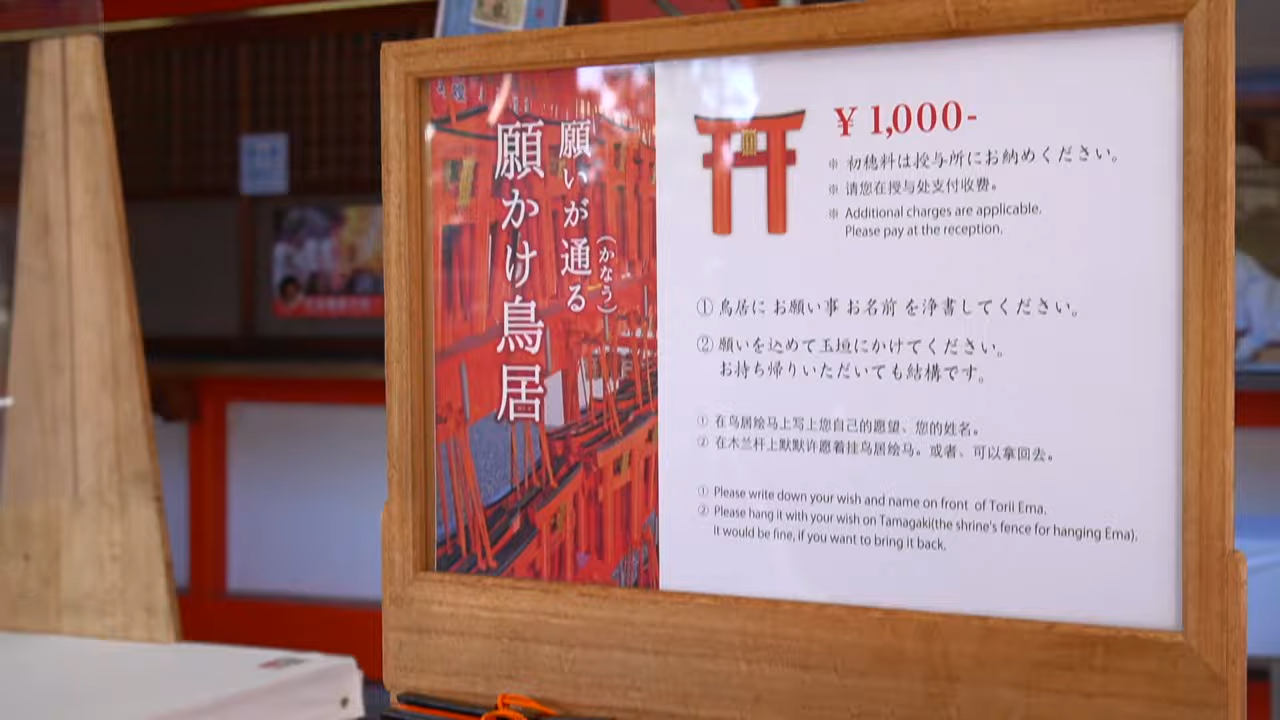 願いが通る
(かなう)
願かけ鳥居
¥ 1,000-
※ 初穂料は授与所にお納めください。
※ 请您在授与处支付收费。
※ Additional charges are applicable.
Please pay at the reception.
① 鳥居に お願い事 お名前 を浄書してください。
② 願いを込めて玉垣にかけてください。
お持ち帰りいただいても結構です。
① 在鸟居绘马上写上您自己的愿望、您的姓名。
② 在木兰杆上默默许愿着挂鸟居绘马。或者、可以拿回去。
① Please write down your wish and name on front of Torii Ema.
② Please hang it with your wish on Tamagaki(the shrine's fence for hanging Ema).
It would be fine, if you want to bring it back.